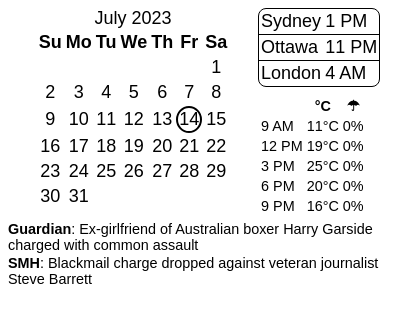 July 2023
Su Mo Tu We Th Fr Sa
1
2 3 4 5 6 7 8
9 10 11 12 13 14 15
16 17 18 19 20 21 22
23 24 25 26 27 28 29
30 31
Sydney 1 PM
Ottawa 11 PM
London 4 AM
°C ☂
9 AM 11°C 0%
12 PM 19°C 0%
3 PM 25°C 0%
6 PM 20°C 0%
9 PM 16°C 0%
Guardian: Ex-girlfriend of Australian boxer Harry Garside
charged with common assault
SMH: Blackmail charge dropped against veteran journalist
Steve Barrett